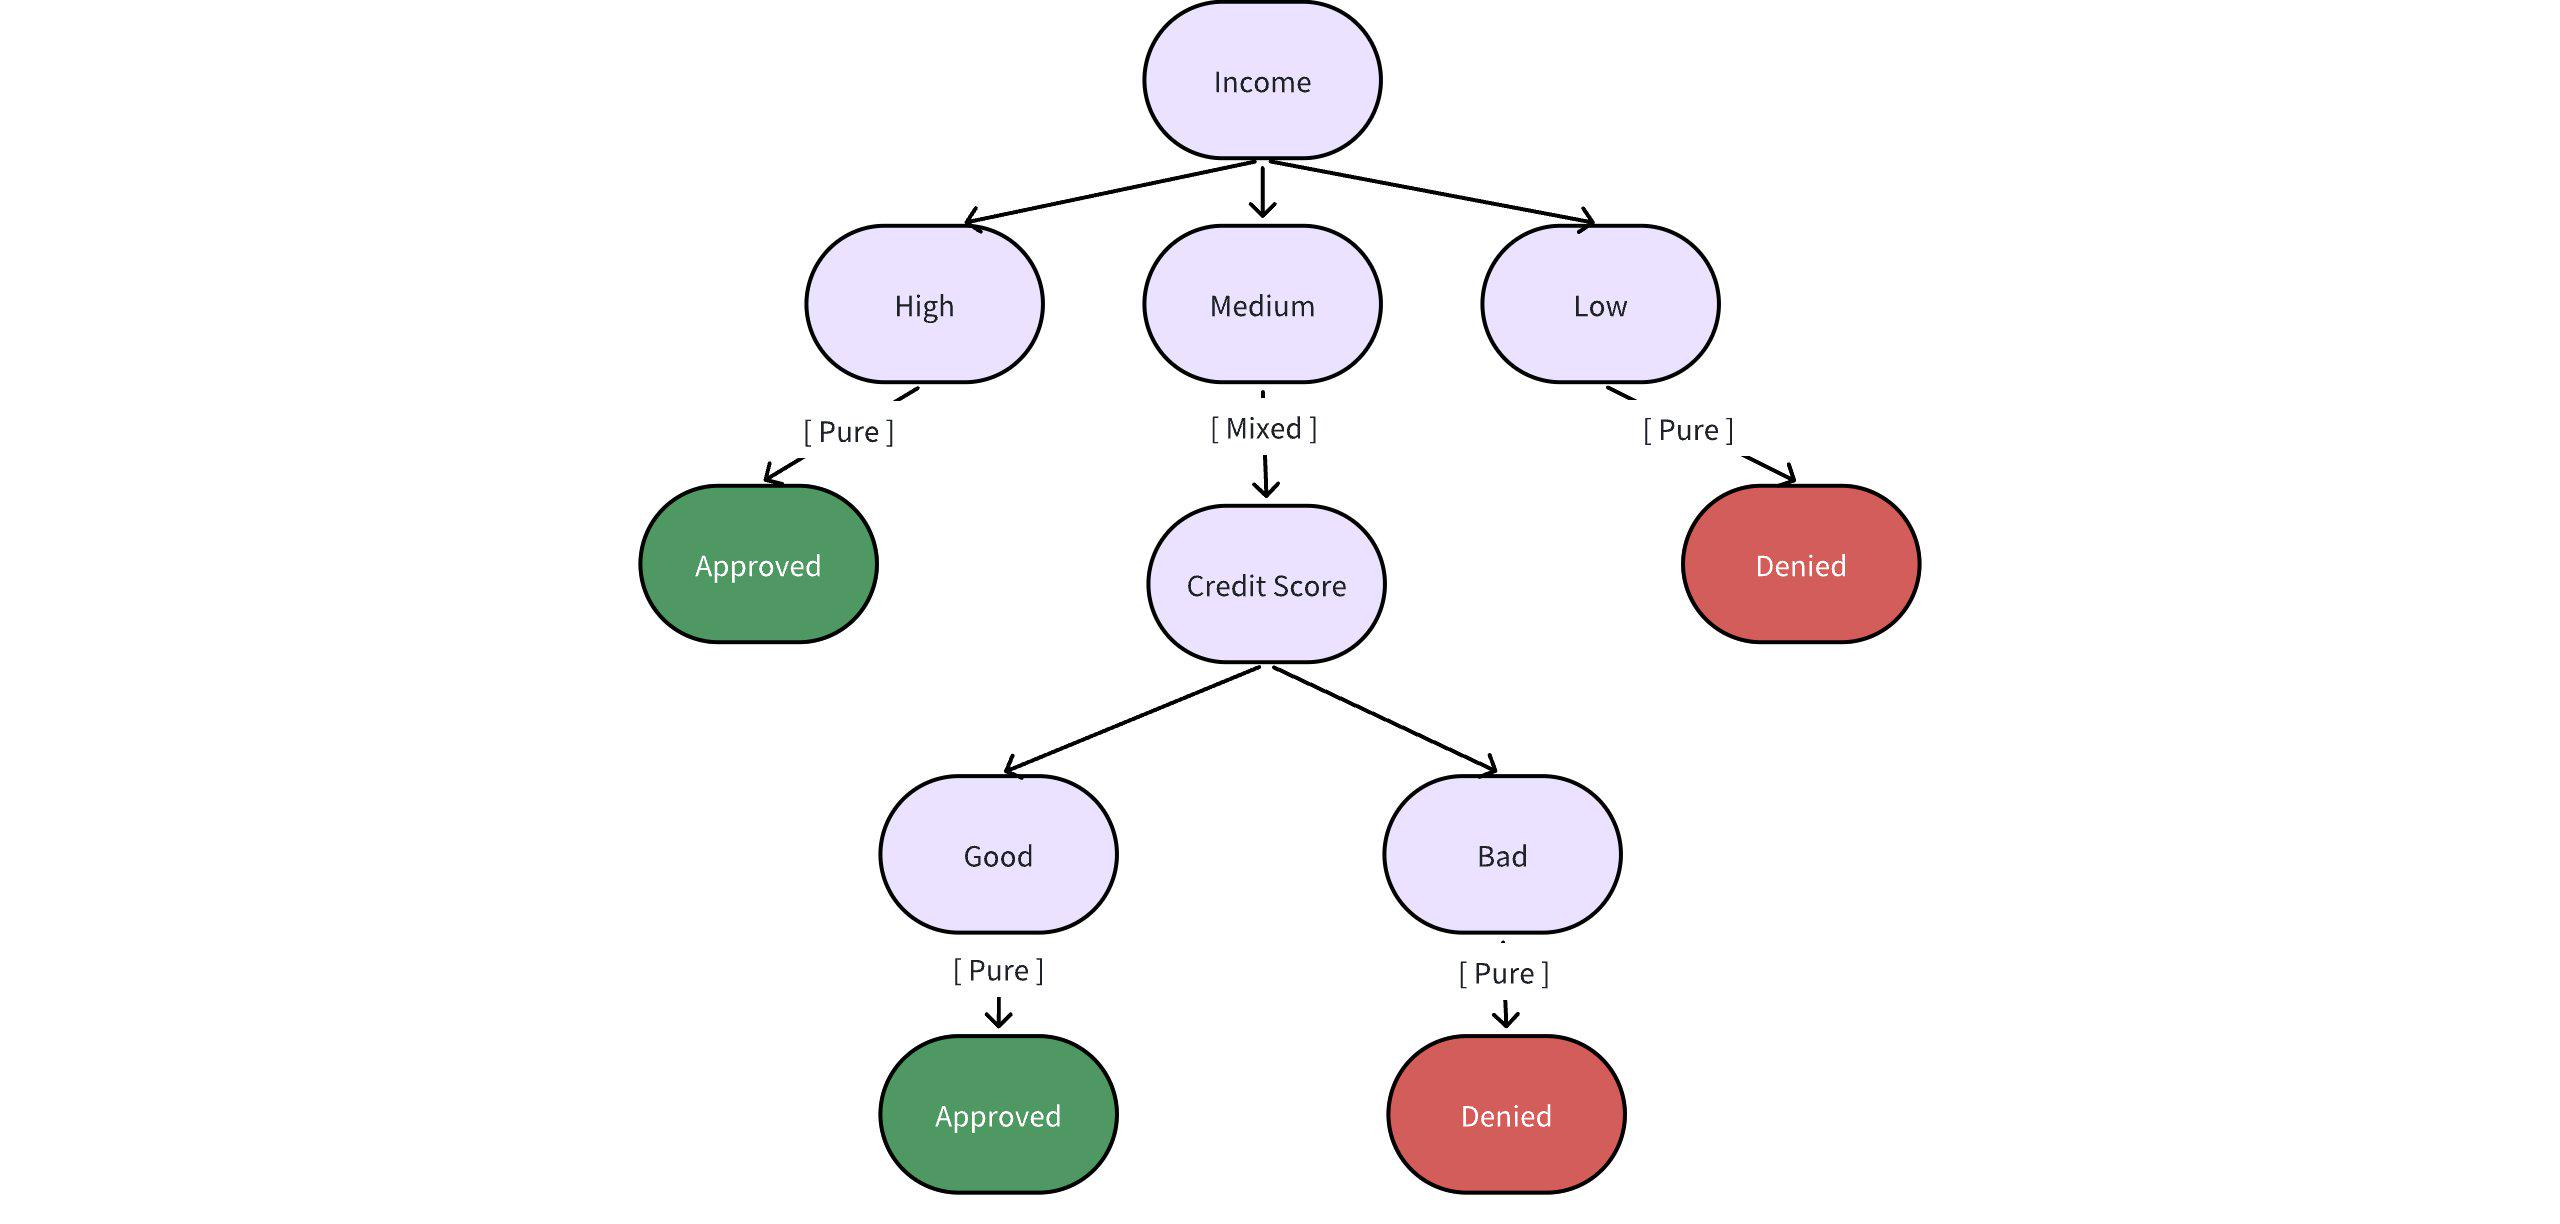 Income
High
Medium
Low
[ Pure ]
[ Mixed ]
[ Pure ]
Approved
Credit Score
Denied
Good
Bad
[ Pure ]
[ Pure ]
Approved
Denied